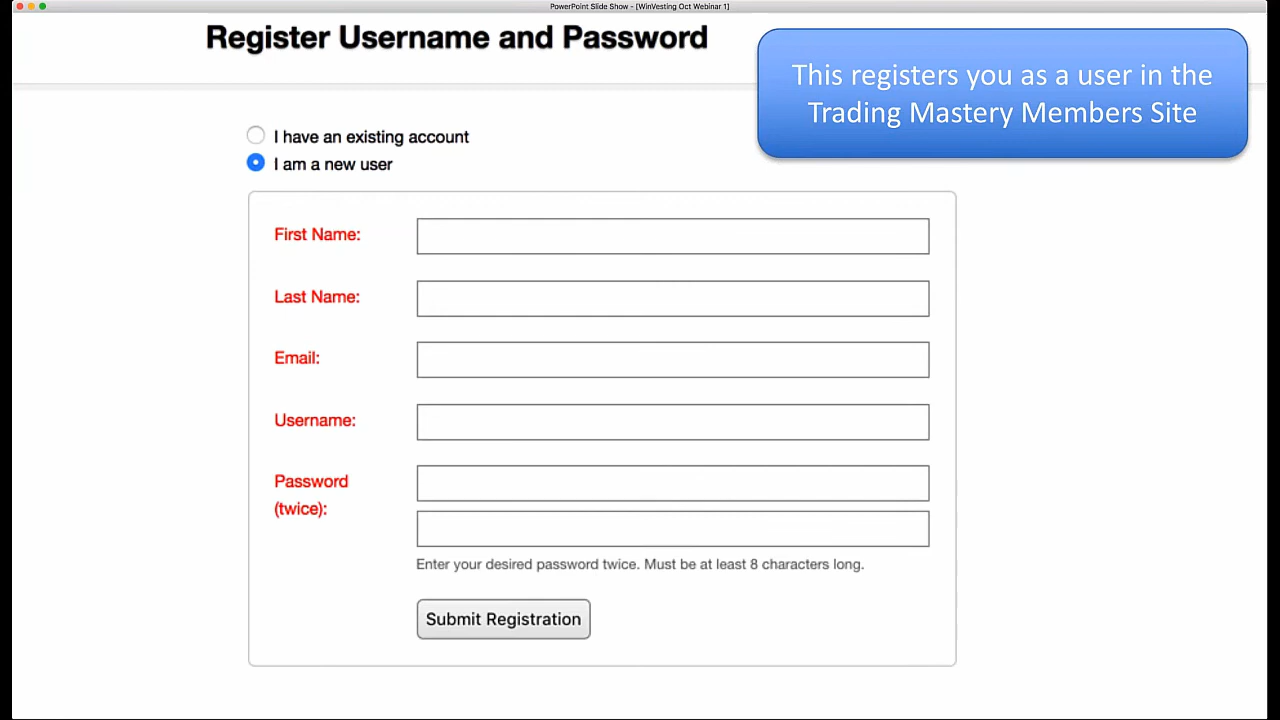 PowerPoint Slide Show - [WinVesting Oct Webinar 1]
Register Username and Password
This registers you as a user in the
Trading Mastery Members Site
I have an existing account
I am a new user
First Name:
Last Name:
Email:
Username:
Password
(twice):
Enter your desired password twice. Must be at least 8 characters long.
Submit Registration